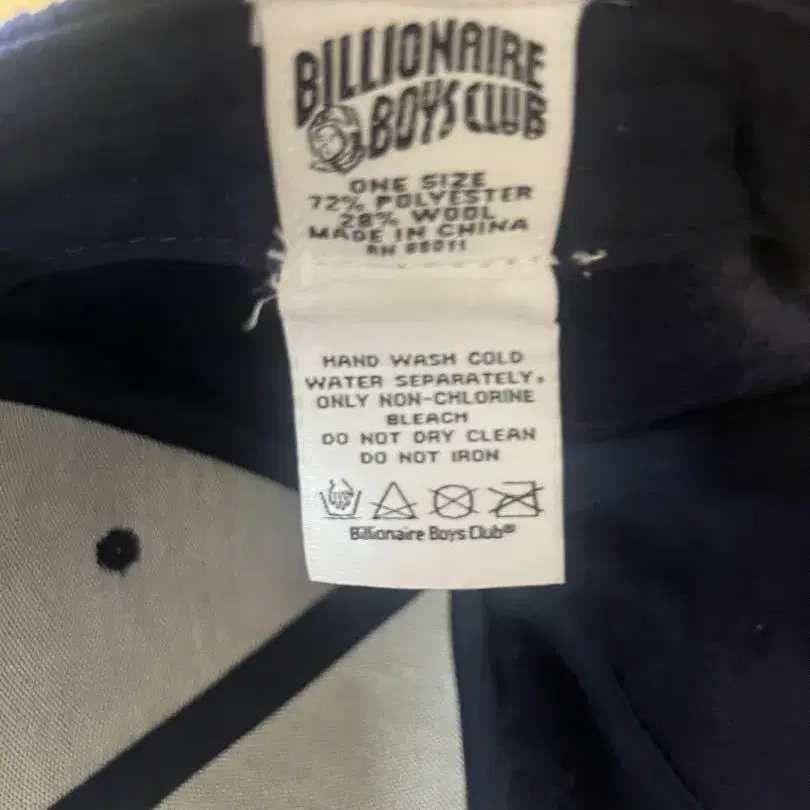 BILLIONAIRE
BOYS CLUB
ONE SIZE
72% POLYESTER
28% WOOL
MADE IN CHINA
RN
HAND WASH COLD
WATER SEPARATELY.
ONLY NON-CHLORINE
BLEACH
DO NOT DRY CLEAN
DO NOT IRON
Billionaire Boys Club®